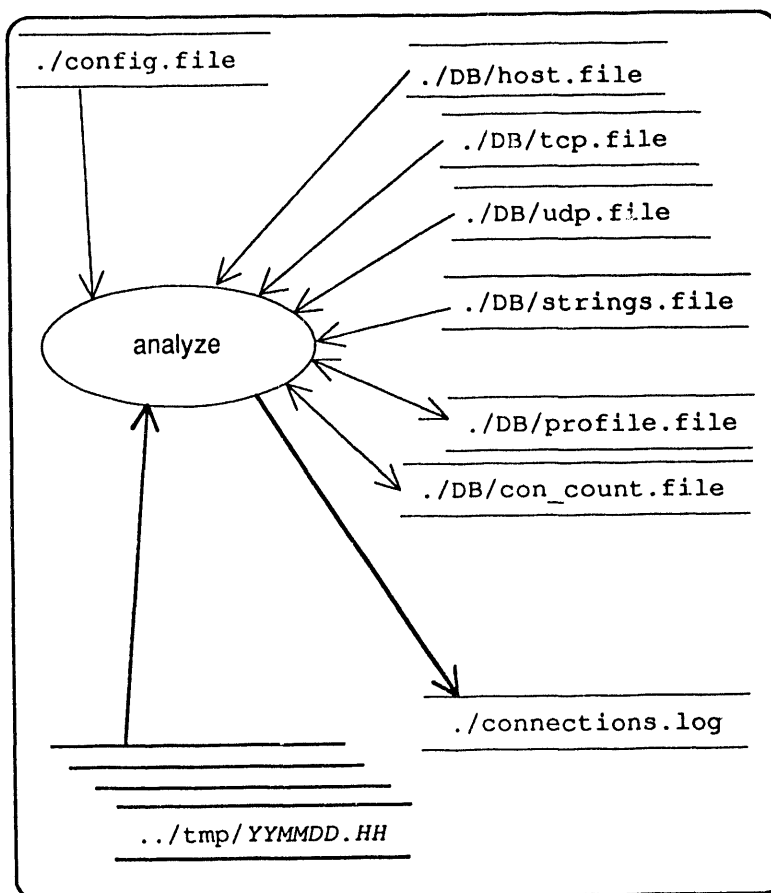 ./config.file
./DB/host.file
./DB/tcp.file
./DB/udp.file
./DB/strings.file
analyze
./DB/profile.file
./DB/con_count.file
./connections.log
../tmp/YYMMDD.HH